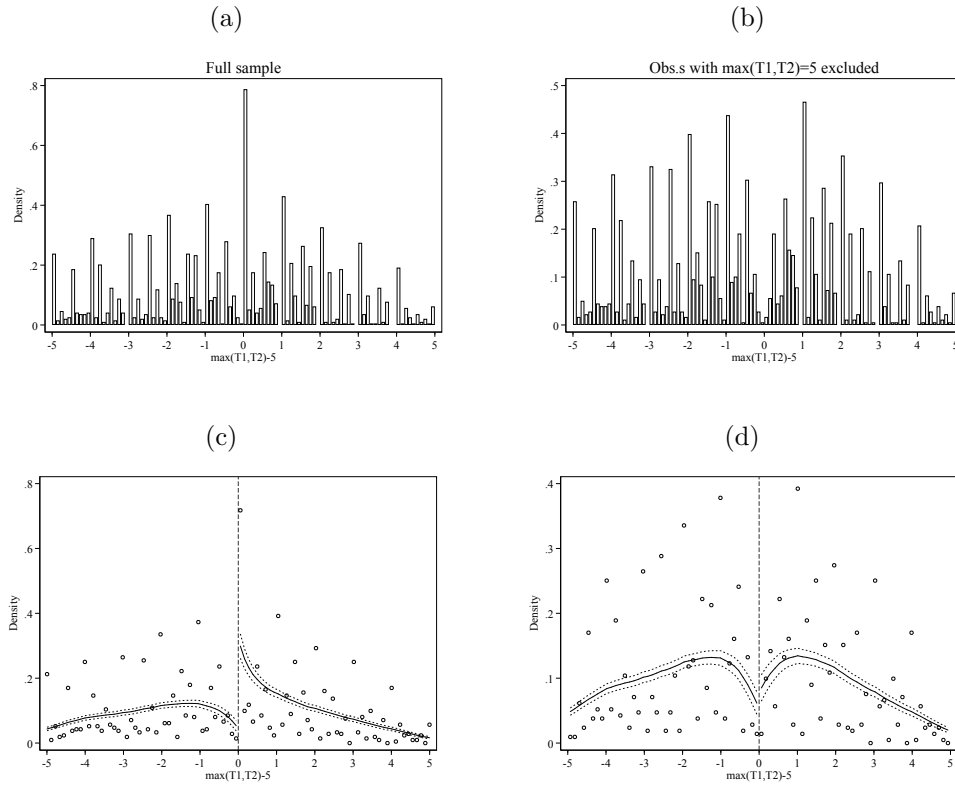 (a)
(b)
Full sample
Obs.s with max(T1,T2)=5 excluded
.8
.6
.4
.2
0
Density
-5 -4 -3 -2 -1 0 1 2 3 4 5
max(T1,T2)-5
.5
.4
.3
.2
.1
0
Density
-5 -4 -3 -2 -1 0 1 2 3 4 5
max(T1,T2)-5
(c)
(d)
.8
.6
.4
.2
0
Density
-5 -4 -3 -2 -1 0 1 2 3 4 5
max(T1,T2)-5
.4
.3
.2
.1
0
Density
-5 -4 -3 -2 -1 0 1 2 3 4 5
max(T1,T2)-5